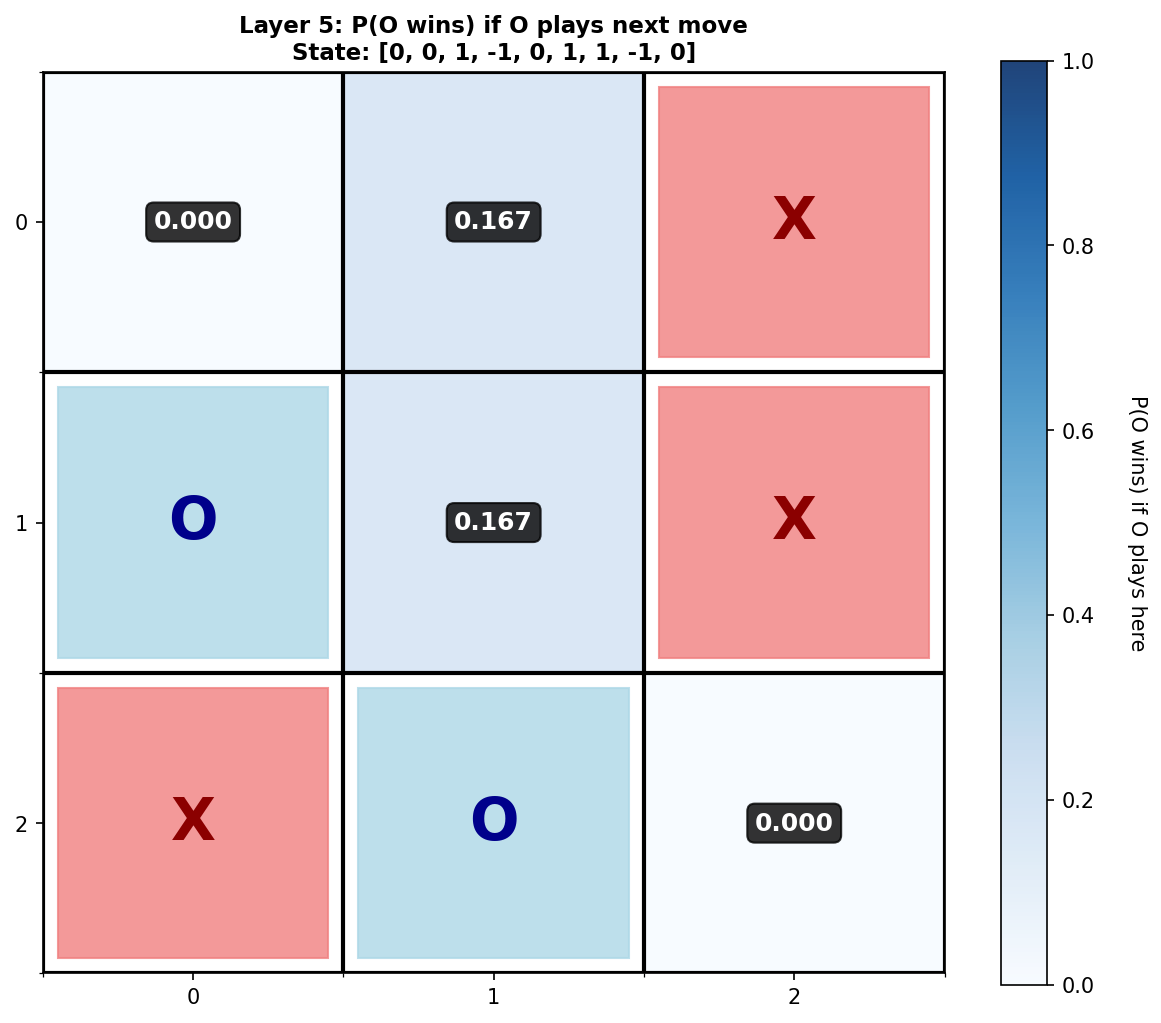 Layer 5: P(O wins) if O plays next move
State: [0, 0, 1, -1, 0, 1, 1, -1, 0]
0
0.000
0.167
X
1
O
0.167
X
2
X
O
0.000
0
1
2
1.0
0.8
0.6
0.4
0.2
0.0
P(O wins) if O plays here